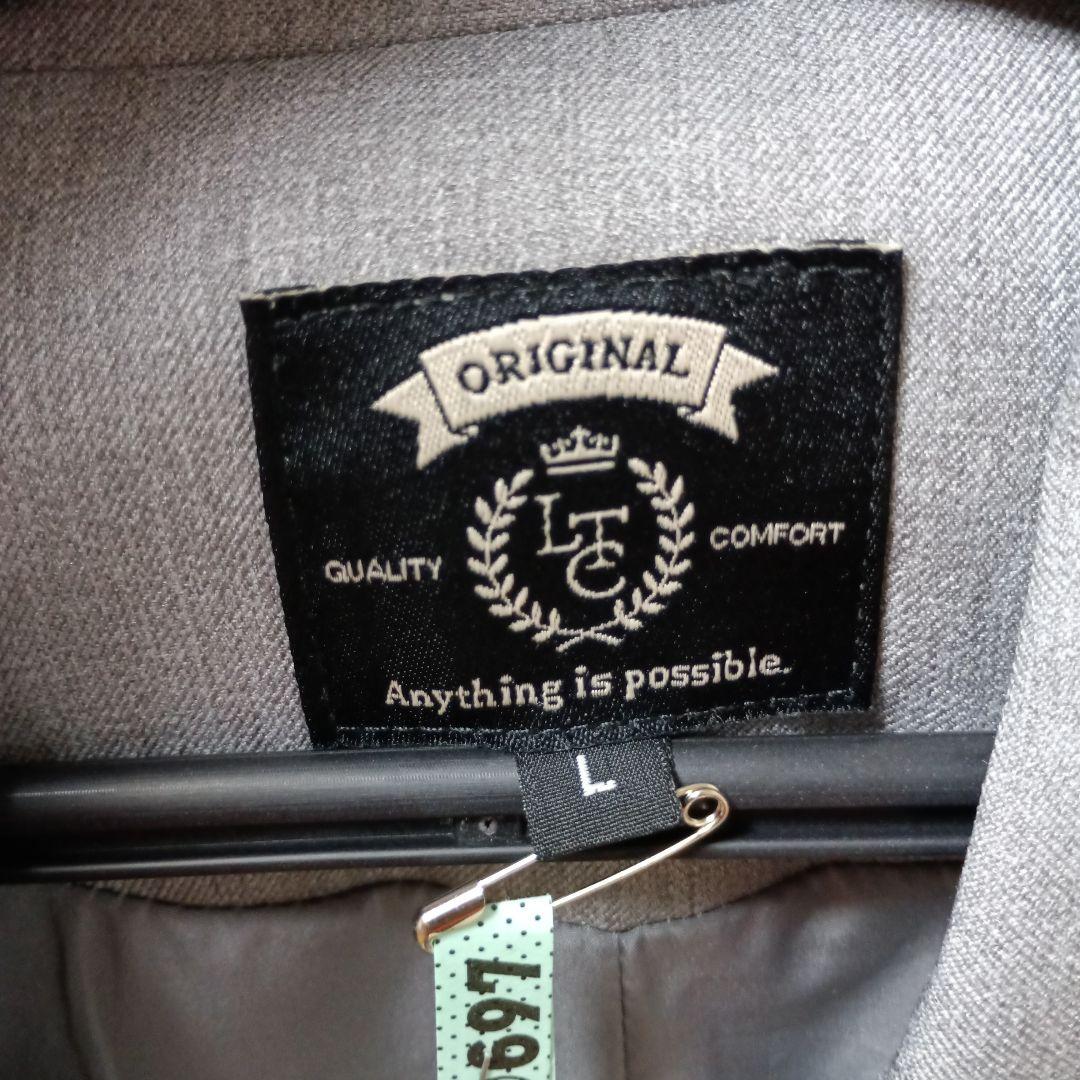 ORIGINAL
QUALITY
LTC
COMFORT
Anything is possible.
L